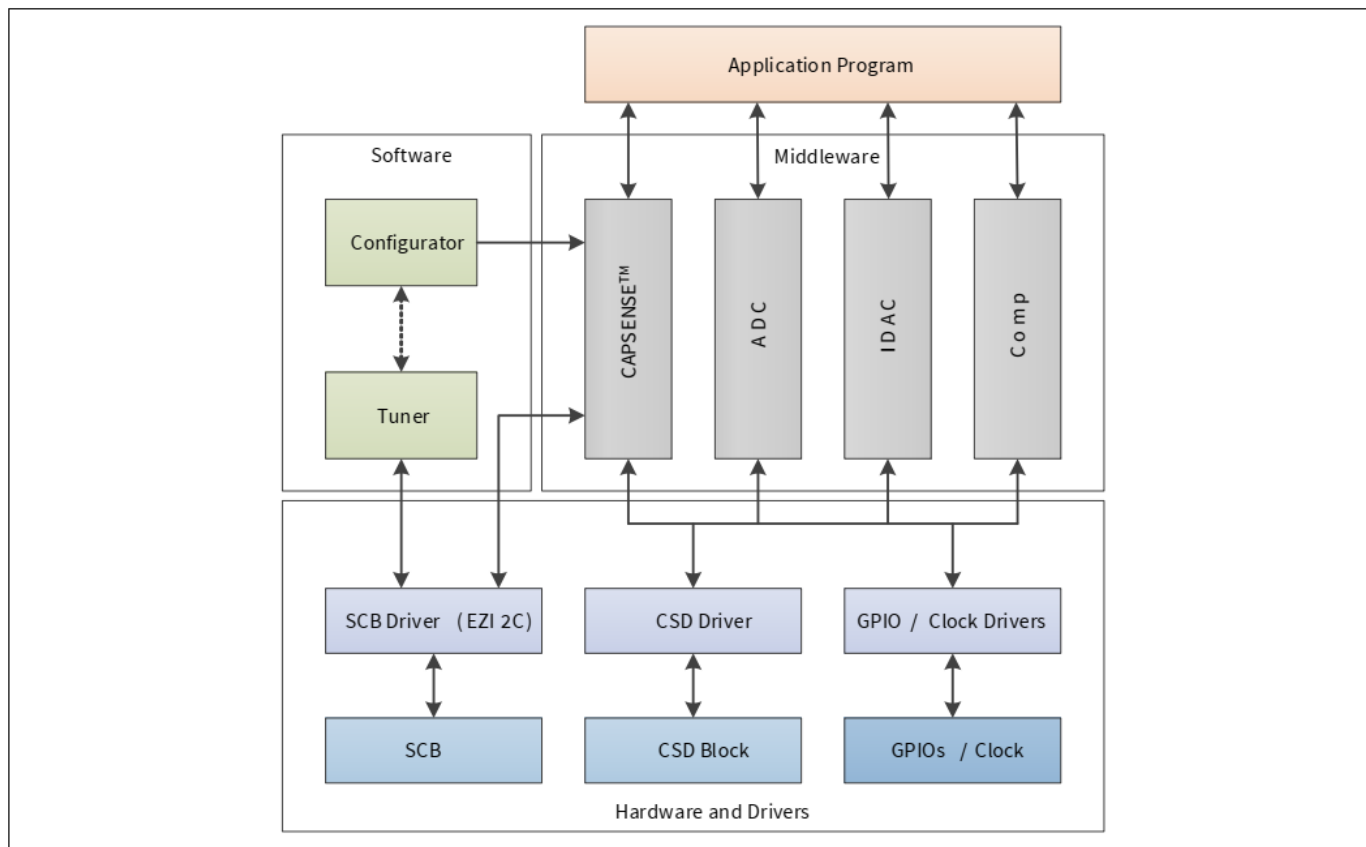 Application Program
Software
Middleware
Configurator
Tuner
CAPSENSE™
ADC
IDAC
Comp
SCB Driver (EZI 2C)
CSD Driver
GPIO / Clock Drivers
SCB
CSD Block
GPIOs / Clock
Hardware and Drivers